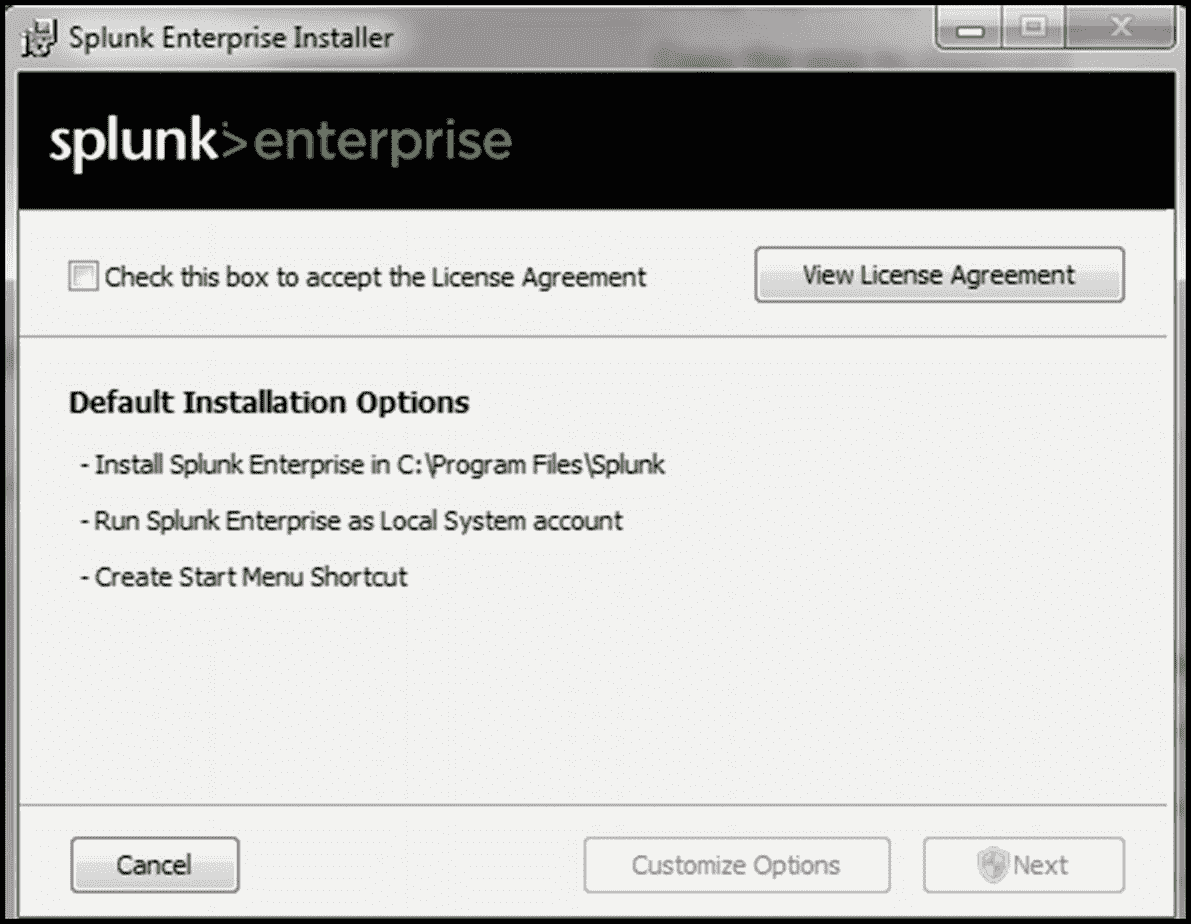 Splunk Enterprise Installer
splunk>enterprise
Check this box to accept the License Agreement
View License Agreement
Default Installation Options
- Install Splunk Enterprise in C:\Program Files\Splunk
- Run Splunk Enterprise as Local System account
- Create Start Menu Shortcut
Cancel
Customize Options
Next